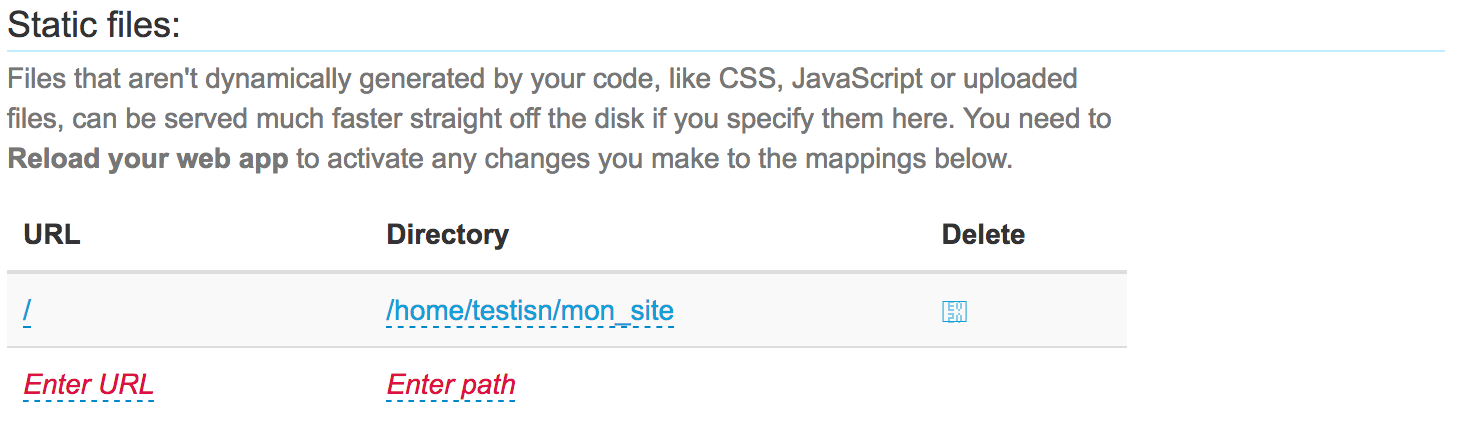 Static files:
Files that aren't dynamically generated by your code, like CSS, JavaScript or uploaded
files, can be served much faster straight off the disk if you specify them here. You need to
Reload your web app to activate any changes you make to the mappings below.
URL Directory Delete
/ /home/testisn/mon_site
Enter URL Enter path